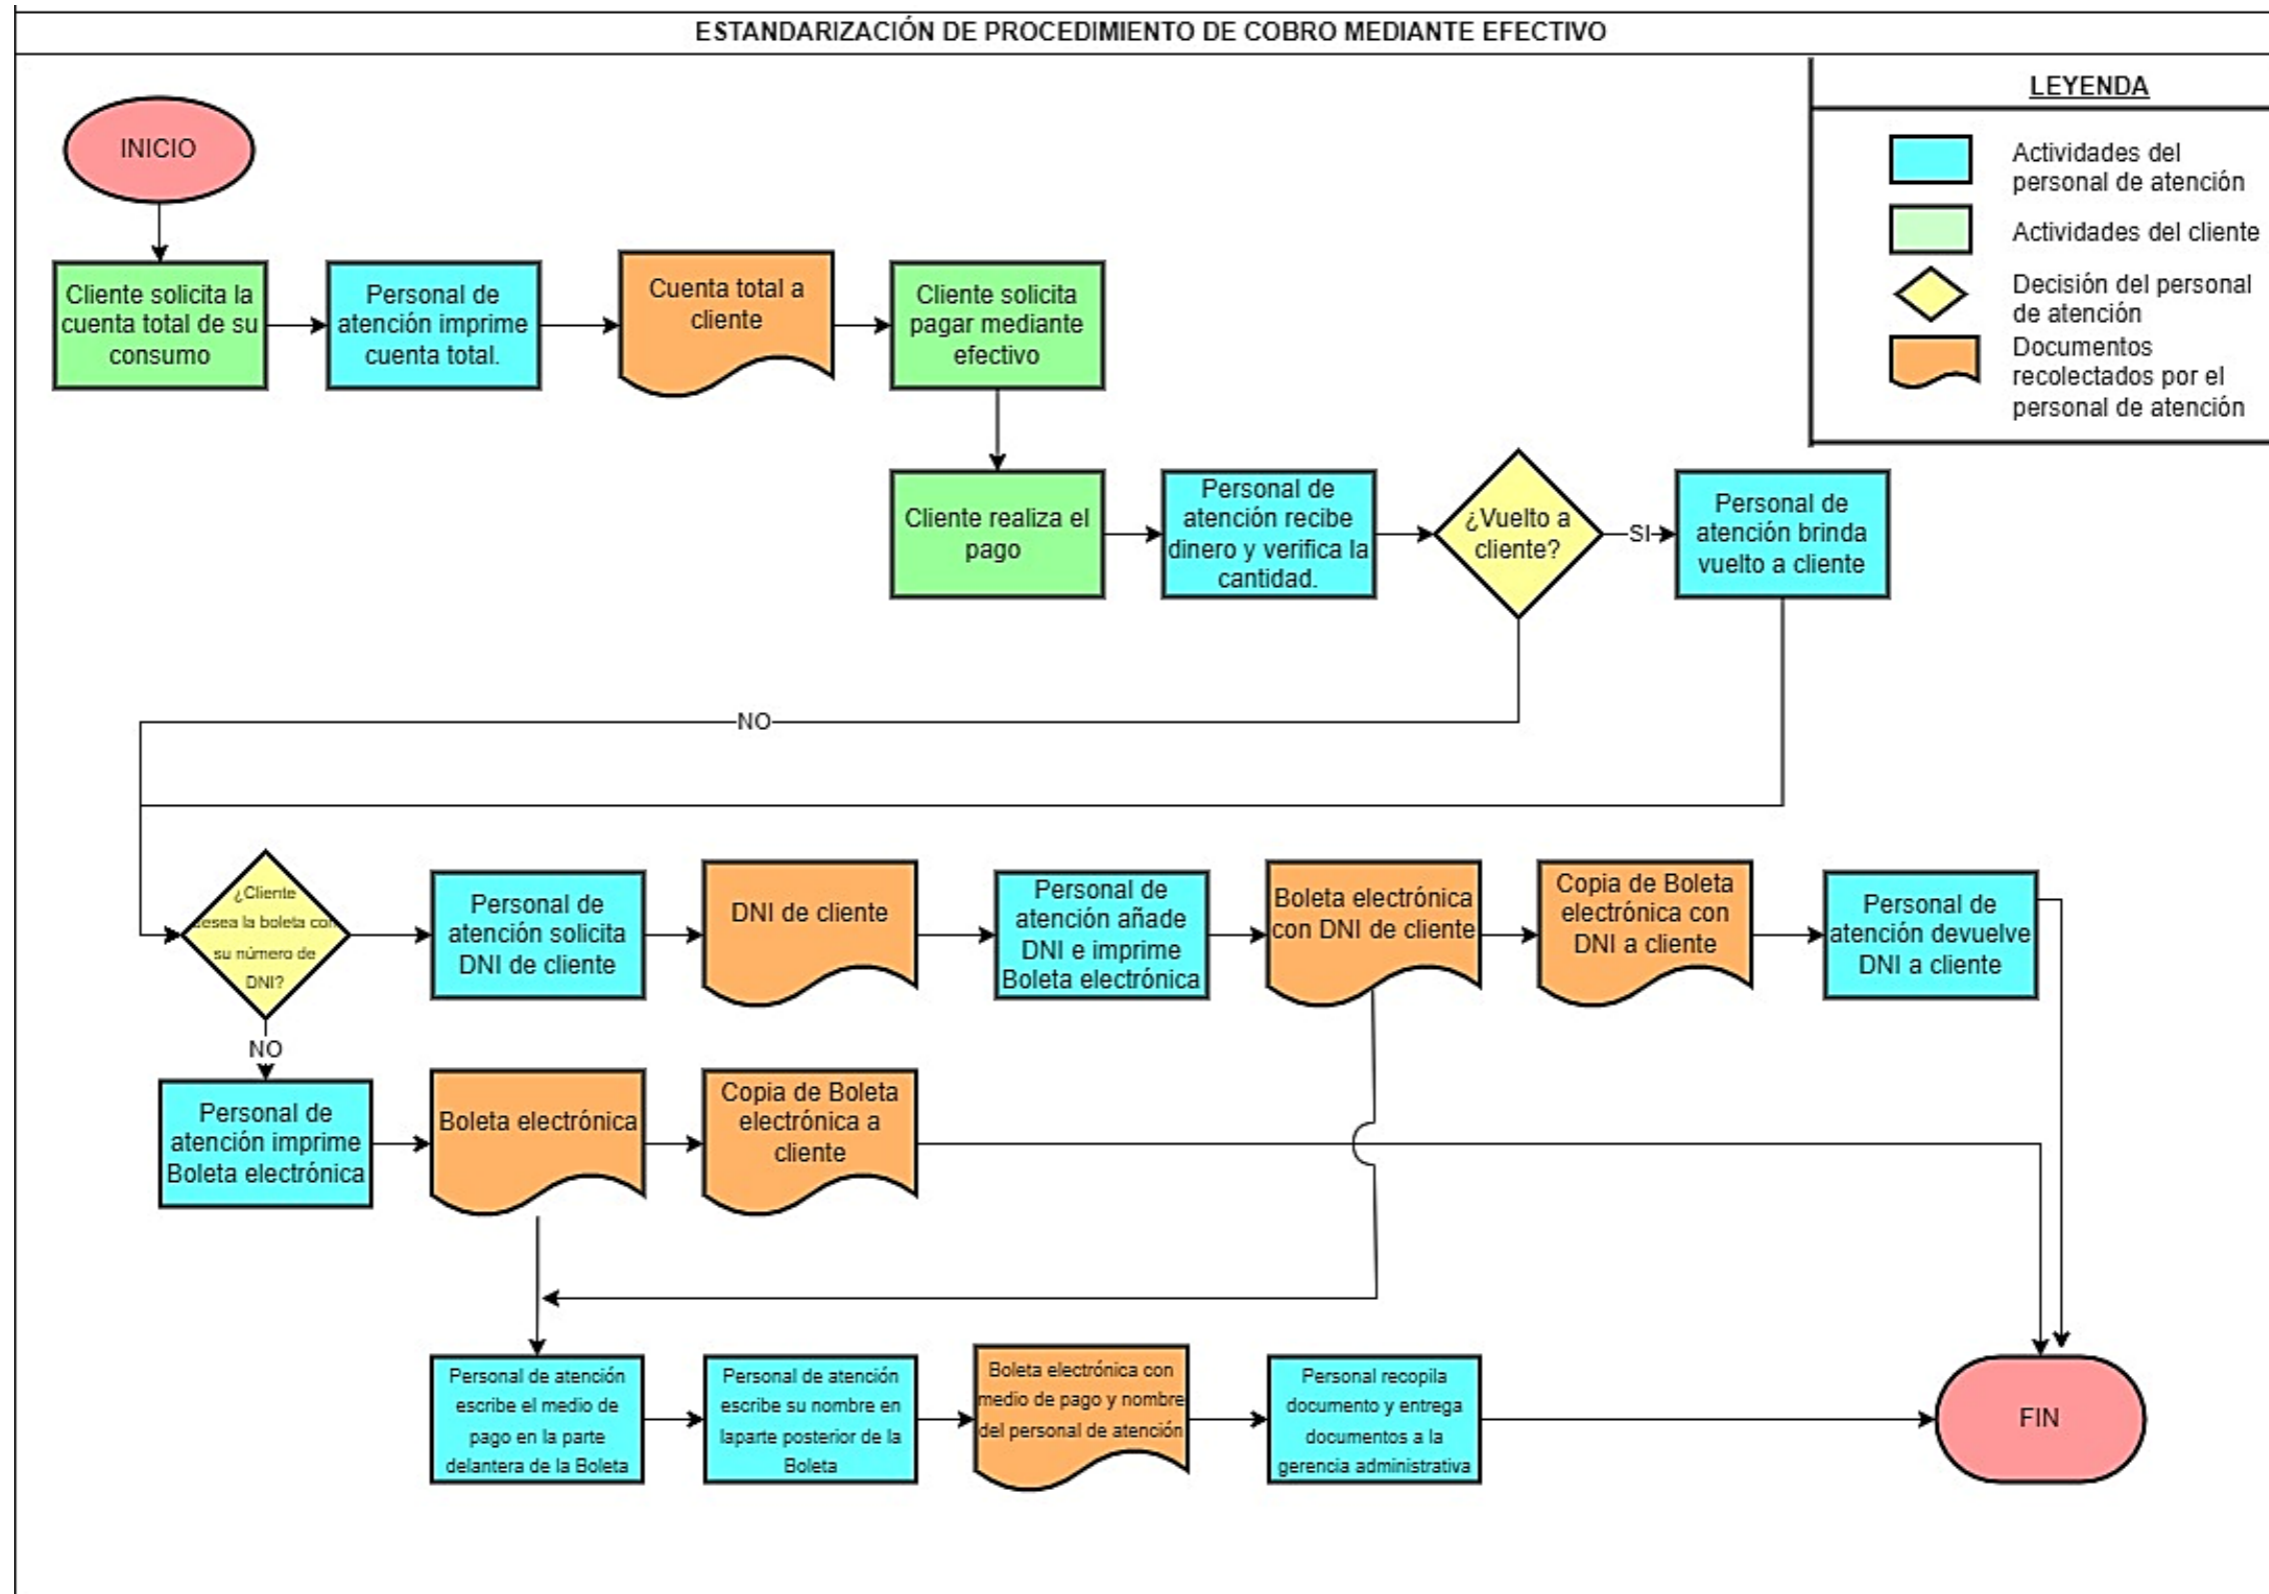 ESTANDARIZACIÓN DE PROCEDIMIENTO DE COBRO MEDIANTE EFECTIVO
LEYENDA
Actividades del
personal de atención
Actividades del cliente
Decisión del personal
de atención
Documentos
recolectados por el
personal de atención
INICIO
Cliente solicita la
cuenta total de su
consumo
Personal de
atención imprime
cuenta total.
Cuenta total a
cliente
Cliente solicita
pagar mediante
efectivo
Cliente realiza el
pago
Personal de
atención recibe
dinero y verifica la
cantidad.
¿Vuelto a
cliente?
SI
Personal de
atención brinda
vuelto a cliente
NO
¿Cliente
esea la boleta con
su número de
DNI?
Personal de
atención solicita
DNI de cliente
DNI de cliente
Personal de
atención añade
DNI e imprime
Boleta electrónica
Boleta electrónica
con DNI de cliente
Copia de Boleta
electrónica con
DNI a cliente
Personal de
atención devuelve
DNI a cliente
NO
Personal de
atención imprime
Boleta electrónica
Boleta electrónica
Copia de Boleta
electrónica a
cliente
Personal de atención
escribe el medio de
pago en la parte
delantera de la Boleta
Personal de atención
escribe su nombre en
laparte posterior de la
Boleta
Boleta electrónica con
medio de pago y nombre
del personal de atención
Personal recopila
documento y entrega
documentos a la
gerencia administrativa
FIN